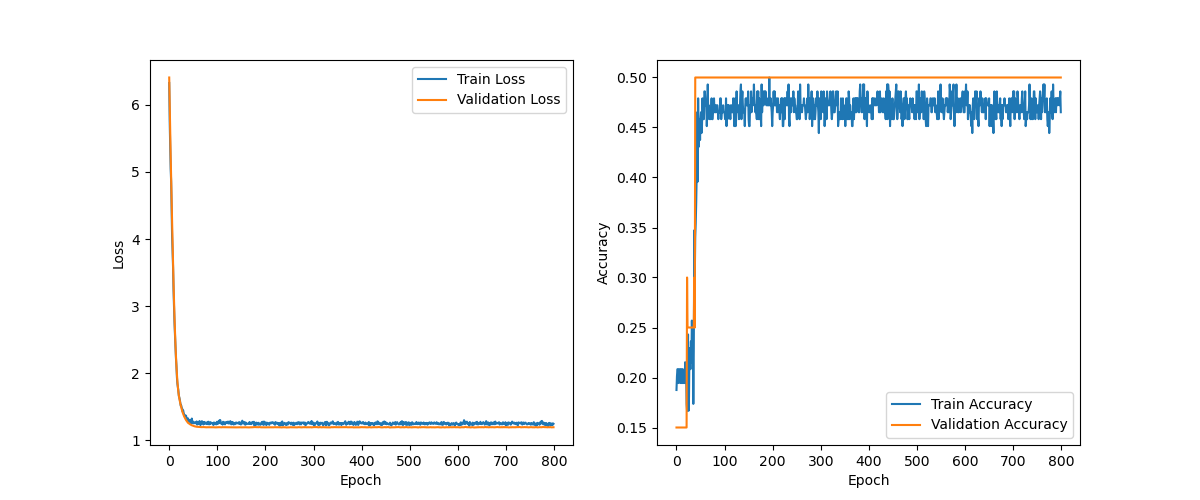 Train Loss
Validation Loss
6
5
4
3
2
1
0 100 200 300 400 500 600 700 800
Epoch
Loss
0.50
0.45
0.40
0.35
0.30
0.25
0.20
0.15
Train Accuracy
Validation Accuracy
0 100 200 300 400 500 600 700 800
Epoch
Accuracy